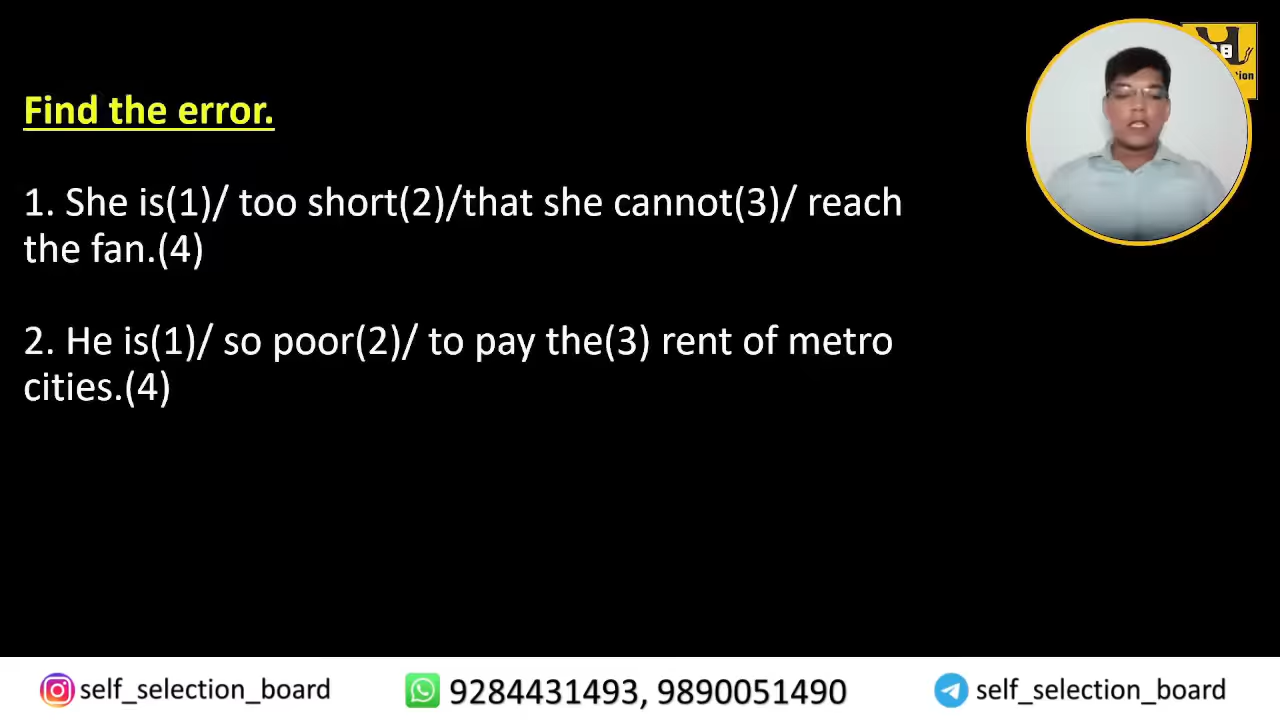 Find the error.
1. She is(1)/ too short(2)/that she cannot(3)/ reach
the fan.(4)
2. He is(1)/ so poor(2)/ to pay the(3) rent of metro
cities.(4)
self_selection_board
9284431493, 9890051490
self_selection_board